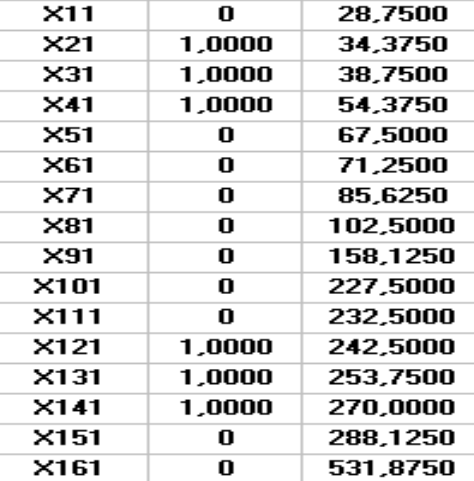 X11 0 28,7500
X21 1,0000 34,3750
X31 1,0000 38,7500
X41 1,0000 54,3750
X51 0 67,5000
X61 0 71,2500
X71 0 85,6250
X81 0 102,5000
X91 0 158,1250
X101 0 227,5000
X111 0 232,5000
X121 1,0000 242,5000
X131 1,0000 253,7500
X141 1,0000 270,0000
X151 0 288,1250
X161 0 531,8750